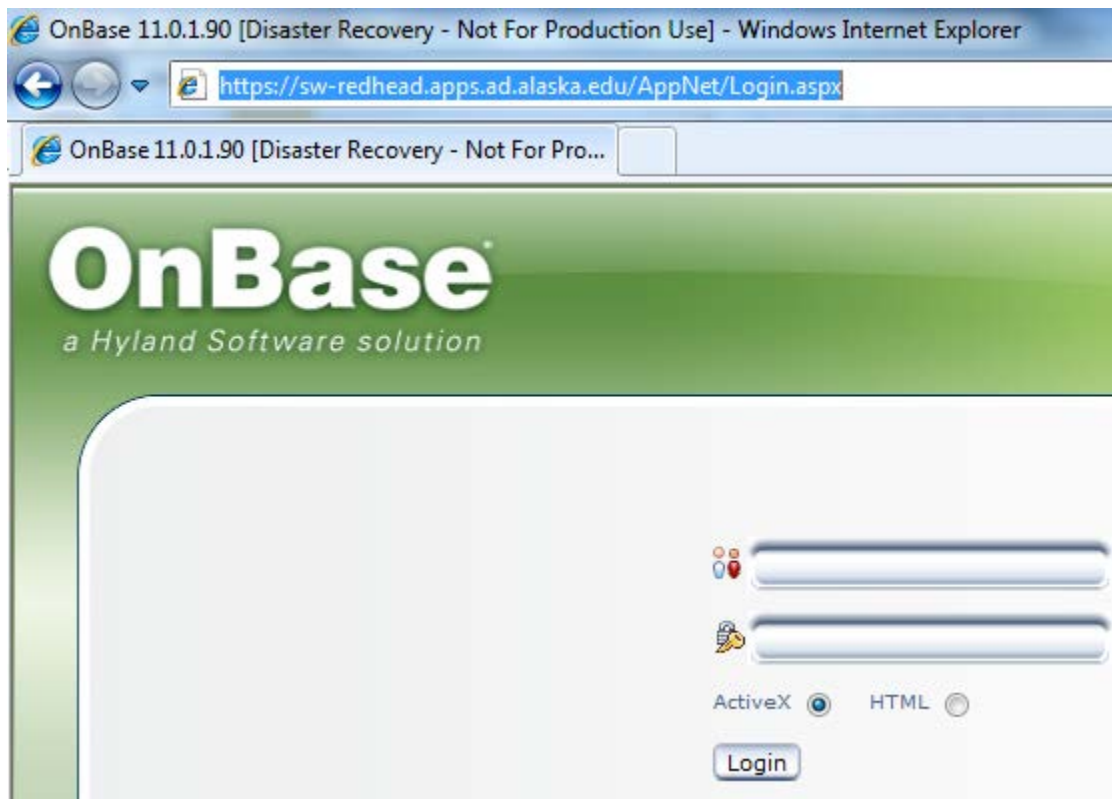 OnBase 11.0.1.90 [Disaster Recovery - Not For Production Use] - Windows Internet Explorer
https://sw-redhead.apps.ad.alaska.edu/AppNet/Login.aspx
OnBase 11.0.1.90 [Disaster Recovery - Not For Pro...
OnBase
a Hyland Software solution
ActiveX HTML
Login